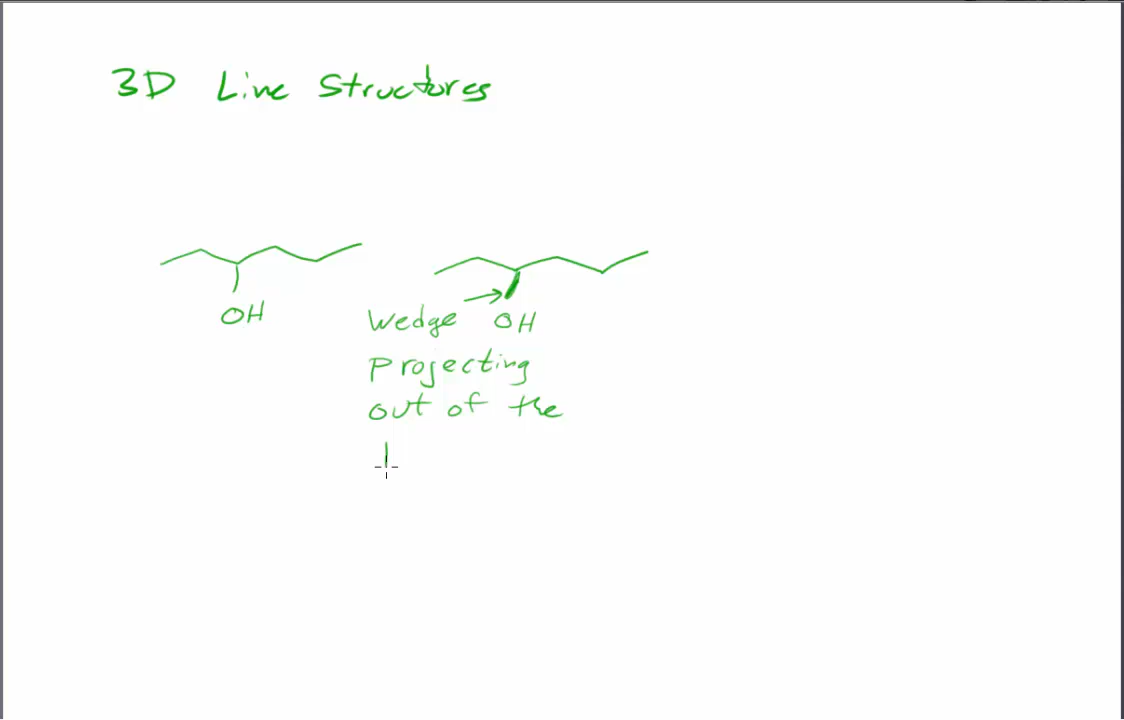 3D Line Structures
OH
Wedge OH
Projecting
out of the